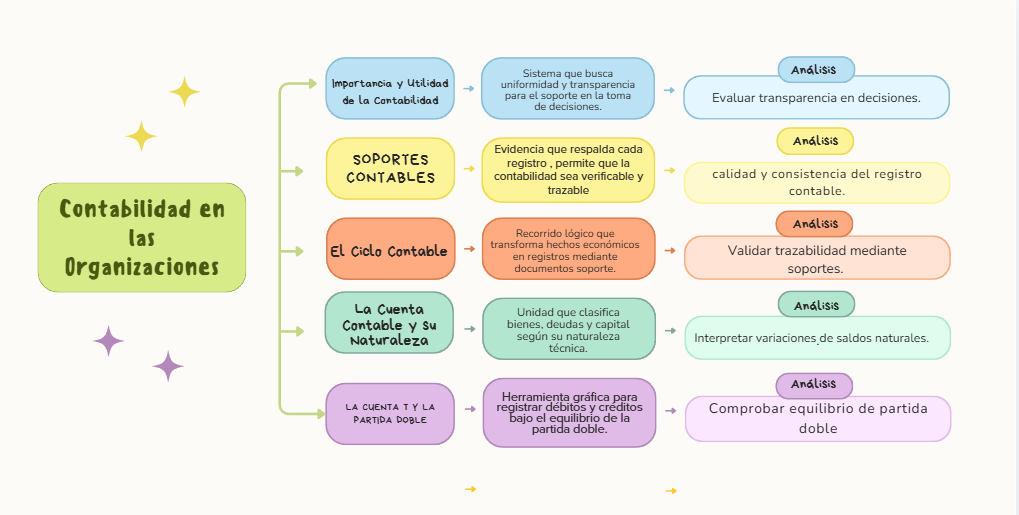 Contabilidad en
las
Organizaciones
Importancia y Utilidad
de la Contabilidad
Sistema que busca
uniformidad y transparencia
para el soporte en la toma
de decisiones.
Análisis
Evaluar transparencia en decisiones.
SOPORTES
CONTABLES
Evidencia que respalda cada
registro , permite que la
contabilidad sea verificable y
trazable
Análisis
calidad y consistencia del registro
contable.
El Ciclo Contable
Recorrido lógico que
transforma hechos económicos
en registros mediante
documentos soporte.
Análisis
Validar trazabilidad mediante
soportes.
La Cuenta
Contable y su
Naturaleza
Unidad que clasifica
bienes, deudas y capital
según su naturaleza
técnica.
Análisis
Interpretar variaciones de saldos naturales.
LA CUENTA T Y LA
PARTIDA DOBLE
Herramienta gráfica para
registrar débitos y créditos
bajo el equilibrio de la
partida doble.
Análisis
Comprobar equilibrio de partida
doble